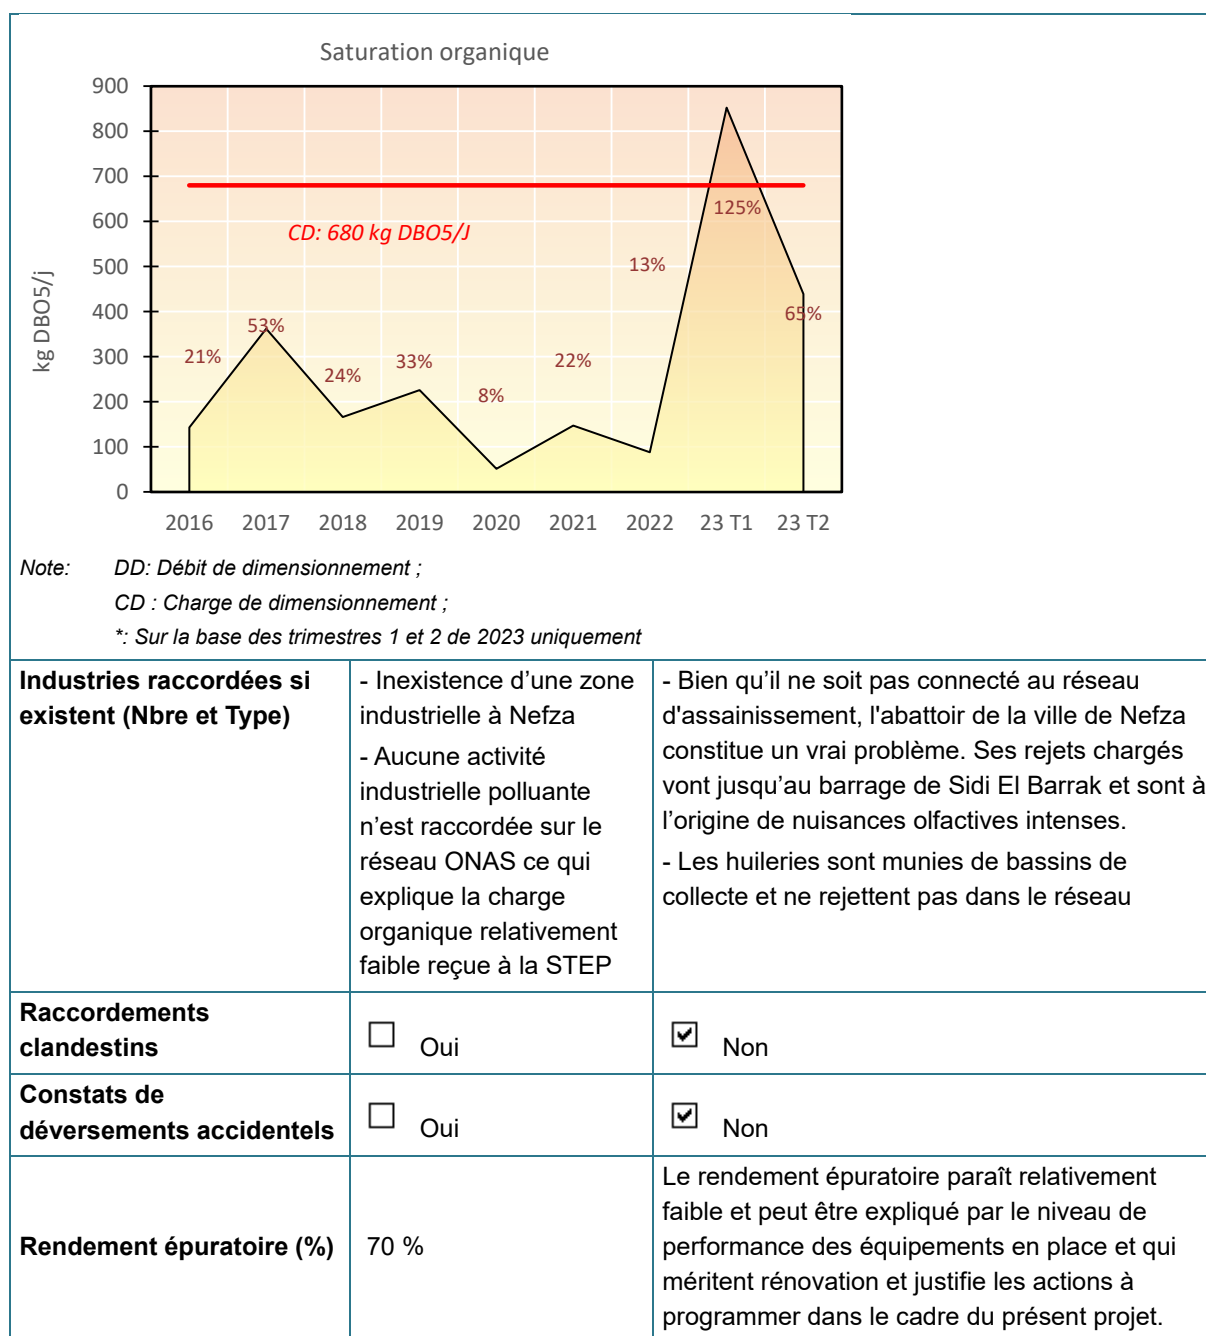 Saturation organique
900
800
700
600
500
400
300
200
100
0
kg DBO5/j
CD: 680 kg DBO5/J
21%
53%
24%
33%
8%
22%
13%
125%
65%
2016 2017 2018 2019 2020 2021 2022 23 T1 23 T2
Note: DD: Débit de dimensionnement ;
CD : Charge de dimensionnement ;
*: Sur la base des trimestres 1 et 2 de 2023 uniquement
Industries raccordées si
existent (Nbre et Type)
- Inexistence d’une zone
industrielle à Nefza
- Aucune activité
industrielle polluante
n’est raccordée sur le
réseau ONAS ce qui
explique la charge
organique relativement
faible reçue à la STEP
- Bien qu’il ne soit pas connecté au réseau
d'assainissement, l'abattoir de la ville de Nefza
constitue un vrai problème. Ses rejets chargés
vont jusqu’au barrage de Sidi El Barrak et sont à
l’origine de nuisances olfactives intenses.
- Les huileries sont munies de bassins de
collecte et ne rejettent pas dans le réseau
Raccordements
clandestins
☐ Oui
☑ Non
Constats de
déversements accidentels
☐ Oui
☑ Non
Rendement épuratoire (%)
70 %
Le rendement épuratoire paraît relativement
faible et peut être expliqué par le niveau de
performance des équipements en place et qui
méritent rénovation et justifie les actions à
programmer dans le cadre du présent projet.